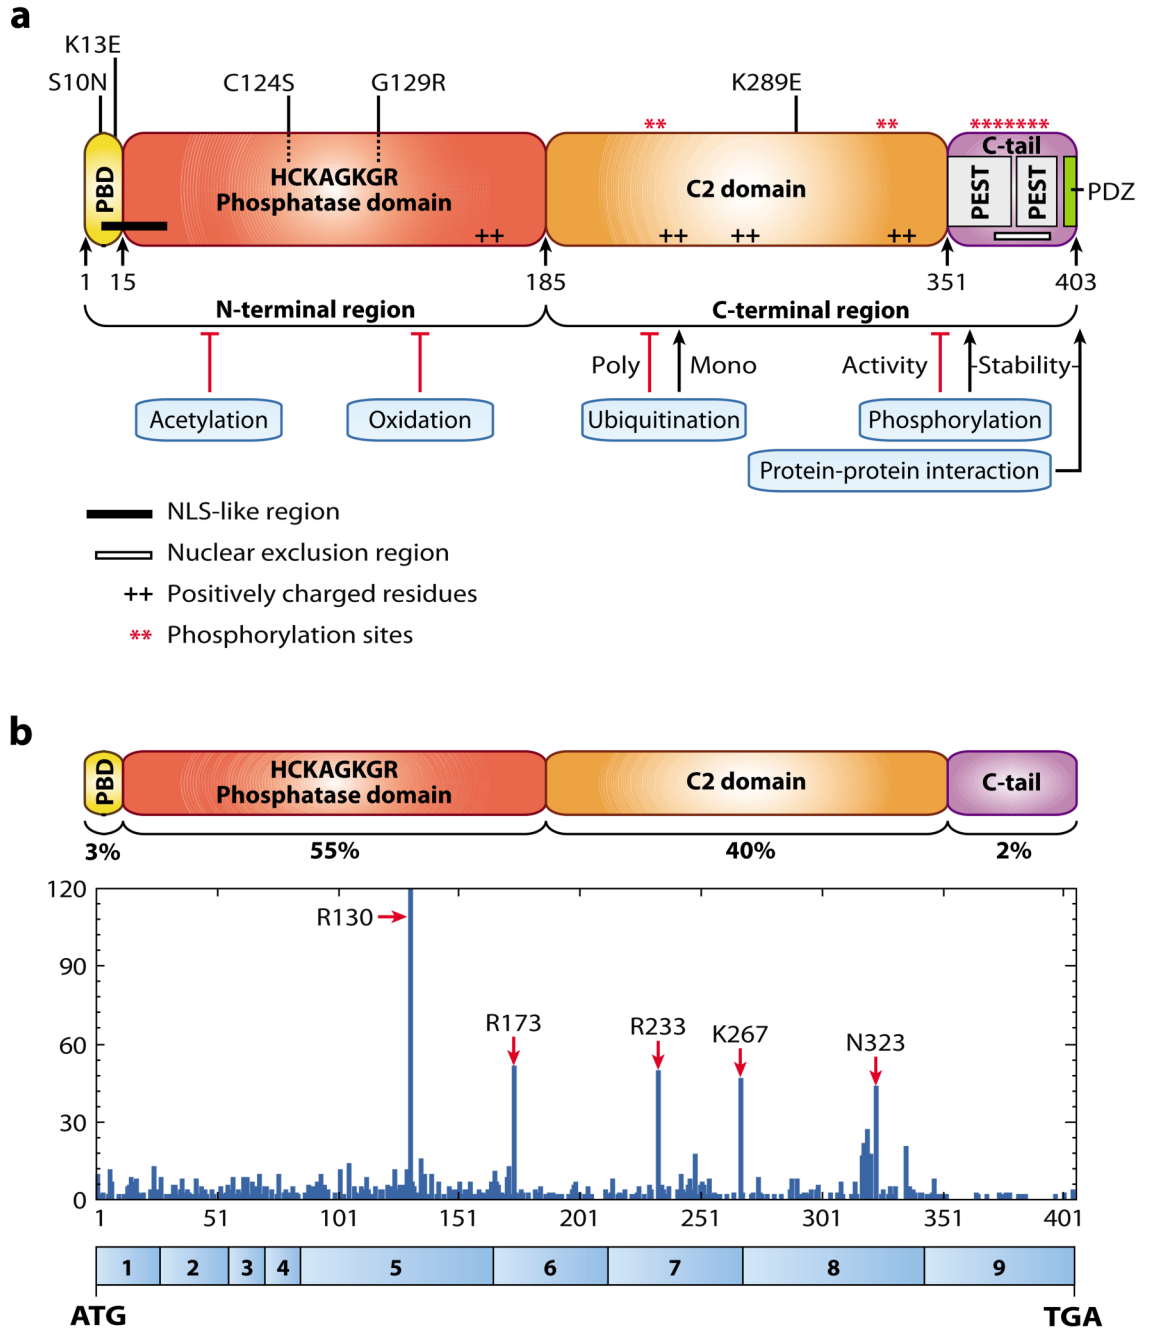 a
K13E
S10N
C124S
G129R
K289E
**
**
*******
PBD
HCKAGKGR
Phosphatase domain
C2 domain
C-tail
PEST
PEST
PDZ
++
++
++
++
1
15
185
351
403
N-terminal region
C-terminal region
Poly
Mono
Activity
Stability
Acetylation
Oxidation
Ubiquitination
Phosphorylation
Protein-protein interaction
NLS-like region
Nuclear exclusion region
++ Positively charged residues
** Phosphorylation sites
b
PBD
HCKAGKGR
Phosphatase domain
C2 domain
C-tail
3%
55%
40%
2%
120
90
60
30
0
R130
R173
R233
K267
N323
1
51
101
151
201
251
301
351
401
1
2
3
4
5
6
7
8
9
ATG
TGA